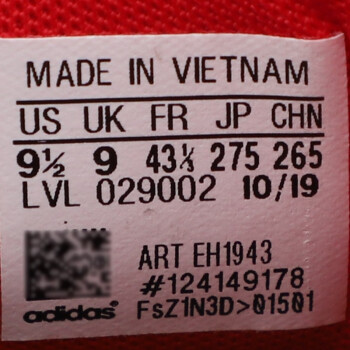 MADE IN VIETNAM
US UK FR JP CHN
9½ 9 43⅓ 275 265
LVL 029002 10/19
ART EH1943
#124149178
adidas FsZ1N3D>01501